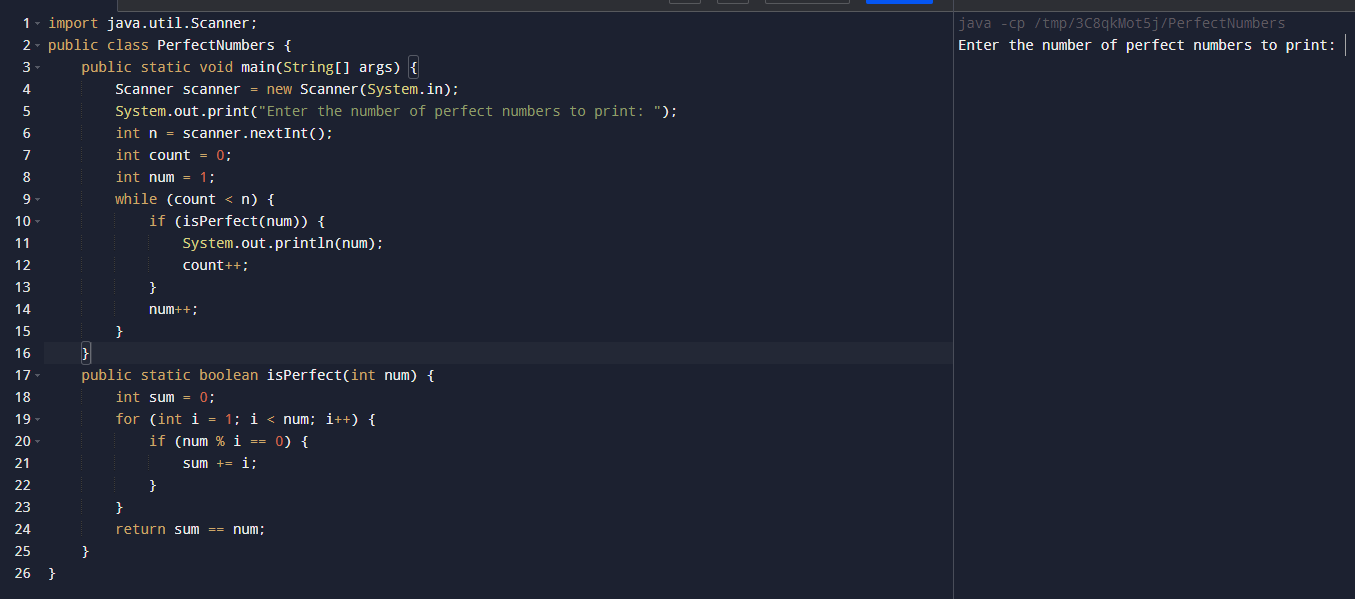 1 import java.util.Scanner;
2 public class PerfectNumbers {
3     public static void main(String[] args) {
4         Scanner scanner = new Scanner(System.in);
5         System.out.print("Enter the number of perfect numbers to print: ");
6         int n = scanner.nextInt();
7         int count = 0;
8         int num = 1;
9         while (count < n) {
10             if (isPerfect(num)) {
11                 System.out.println(num);
12                 count++;
13             }
14             num++;
15         }
16     }
17     public static boolean isPerfect(int num) {
18         int sum = 0;
19         for (int i = 1; i < num; i++) {
20             if (num % i == 0) {
21                 sum += i;
22             }
23         }
24         return sum == num;
25     }
26 }
java -cp /tmp/3C8qkMot5j/PerfectNumbers
Enter the number of perfect numbers to print: